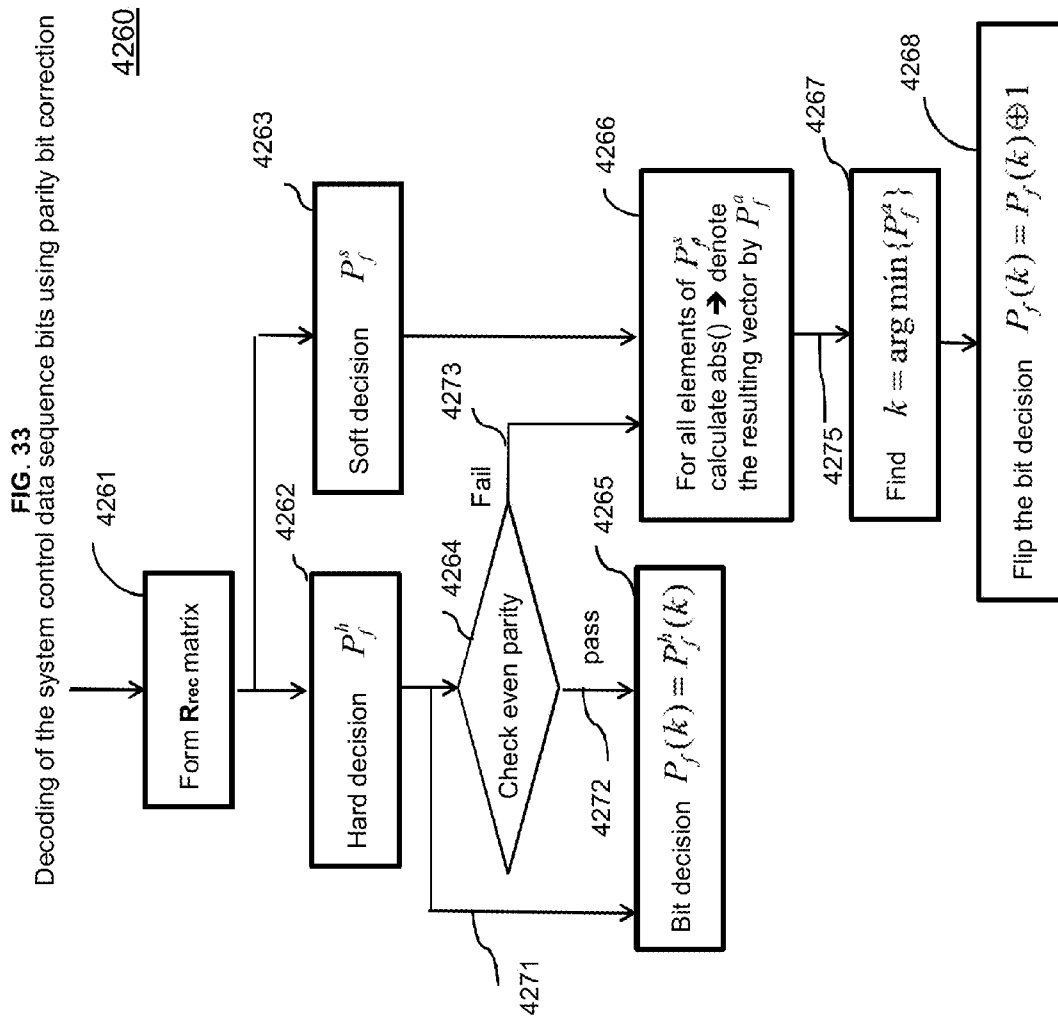 FIG. 33
Decoding of the system control data sequence bits using parity bit correction
4260
4261
Form Rrec matrix
4262
Hard decision P_f^h
4263
Soft decision P_f^s
4264
Check even parity
Fail
4273
pass
4272
4271
4265
Bit decision P_f(k) = P_f^h(k)
4266
For all elements of P_f^s
calculate abs() ➔ denote
the resulting vector by P_f^a
4275
4267
Find k = arg min{P_f^a}
4268
Flip the bit decision P_f(k) = P_f(k)⊕1